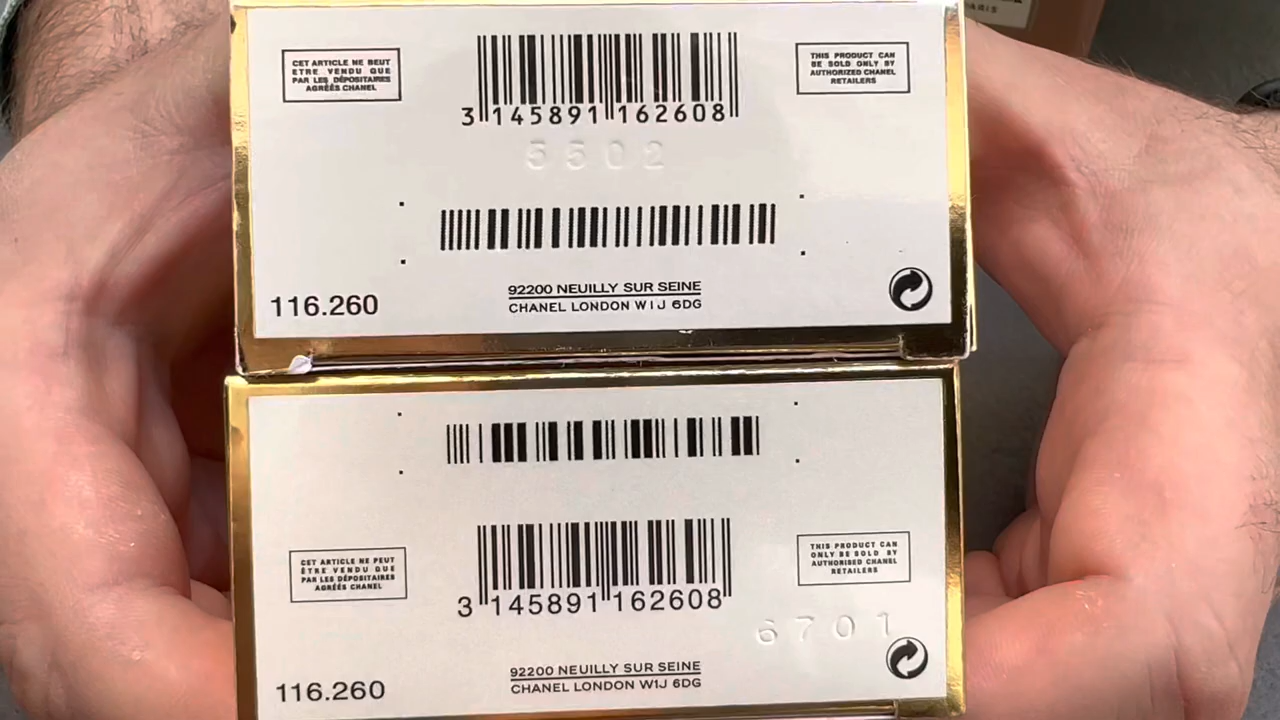 PARIS
CET ARTICLE NE BEUT
ETRE VENDU QUE
PAR LES DÉPOSITAIRES
AGRÉÉS CHANEL
THIS PRODUCT CAN
BE SOLD ONLY BY
AUTHORIZED CHANEL
RETAILERS
3 145891 162608
5502
116.260
92200 NEUILLY SUR SEINE
CHANEL LONDON W1J 6DG
CET ARTICLE NE PEUT
ÊTRE VENDU QUE
PAR LES DÉPOSITAIRES
AGRÉÉS CHANEL
THIS PRODUCT CAN
ONLY BE SOLD BY
AUTHORISED CHANEL
RETAILERS
3 145891 162608
6701
116.260
92200 NEUILLY SUR SEINE
CHANEL LONDON W1J 6DG